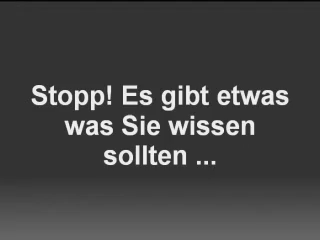 Stopp! Es gibt etwas
was Sie wissen
sollten ...